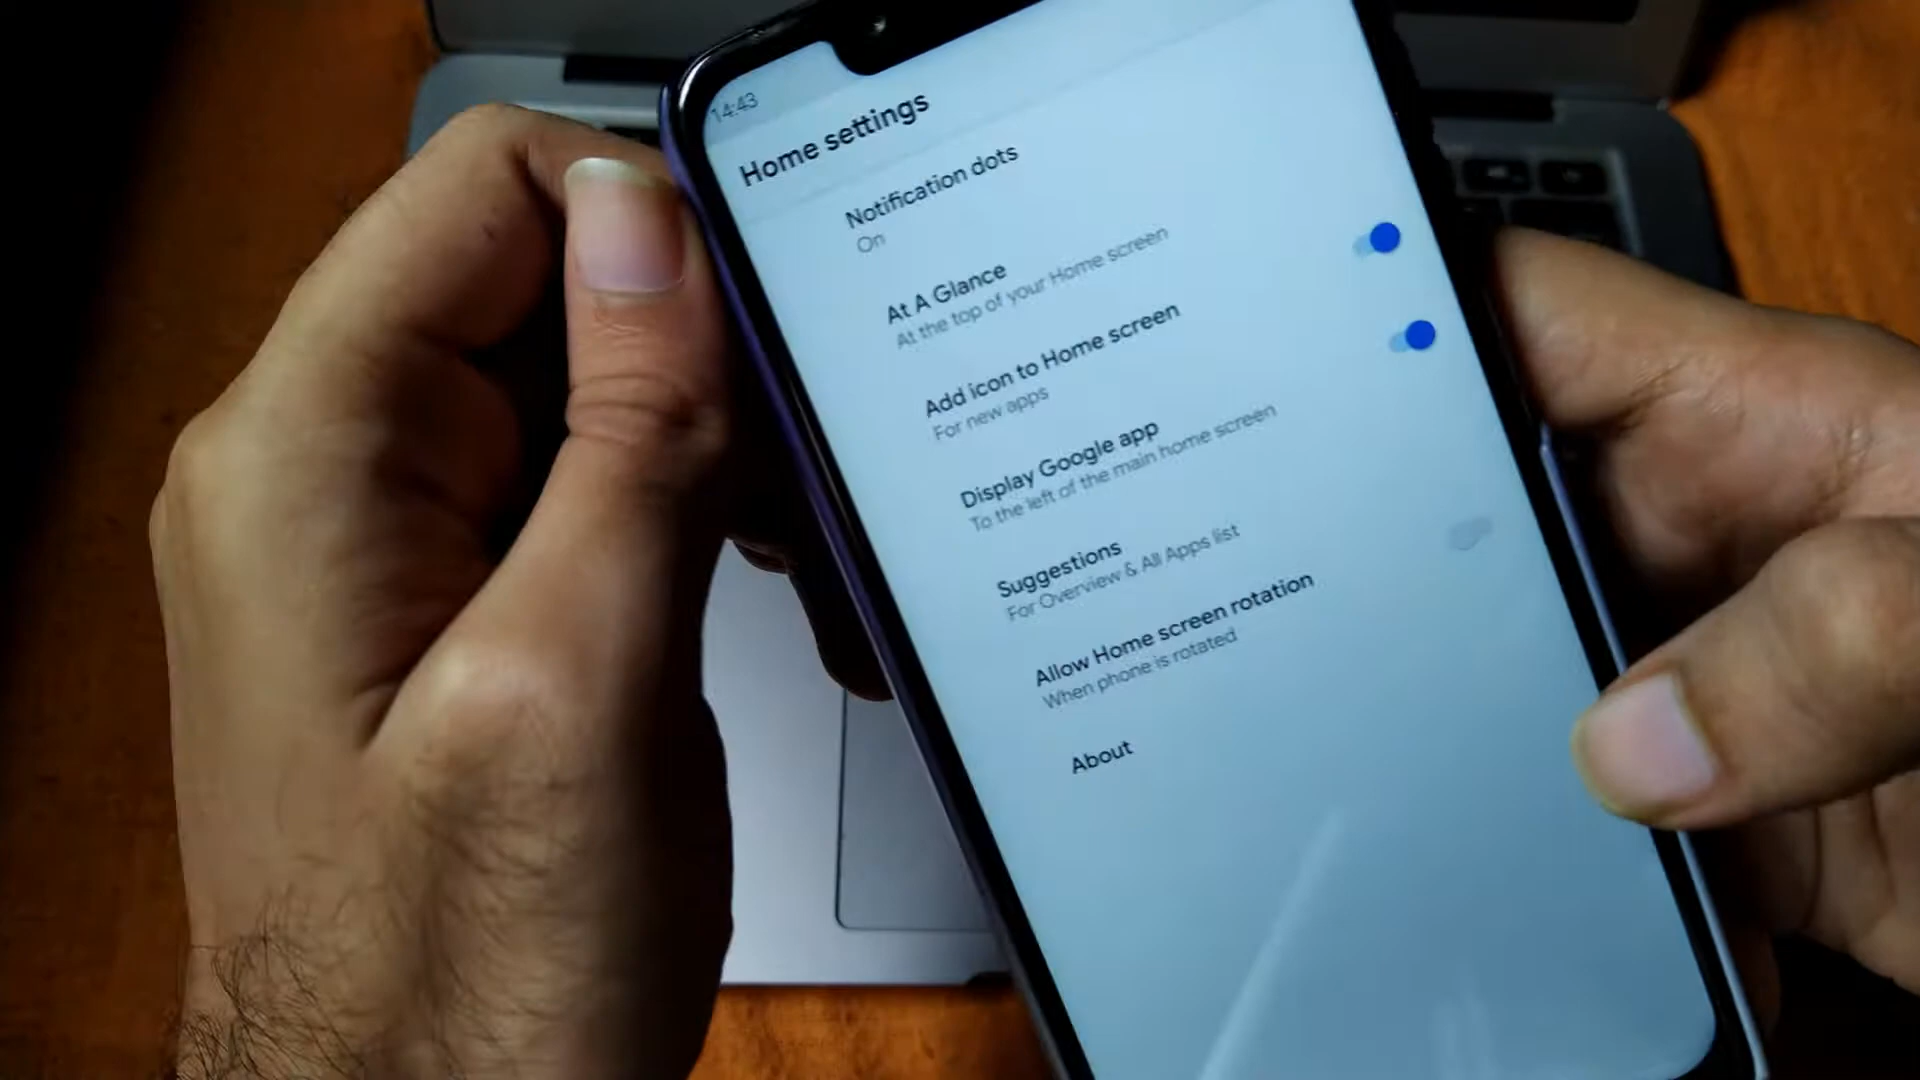 14:43
Home settings
Notification dots
On
At A Glance
At the top of your Home screen
Add icon to Home screen
For new apps
Display Google app
To the left of the main home screen
Suggestions
For Overview & All Apps list
Allow Home screen rotation
When phone is rotated
About